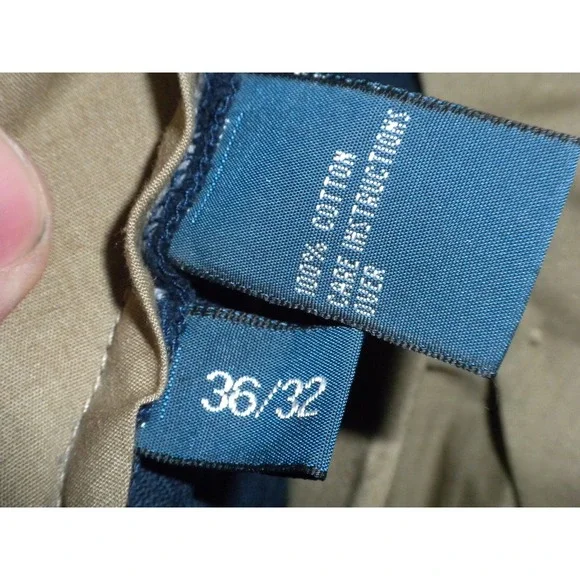 100% COTTON
CARE INSTRUCTIONS
OVER
36/32